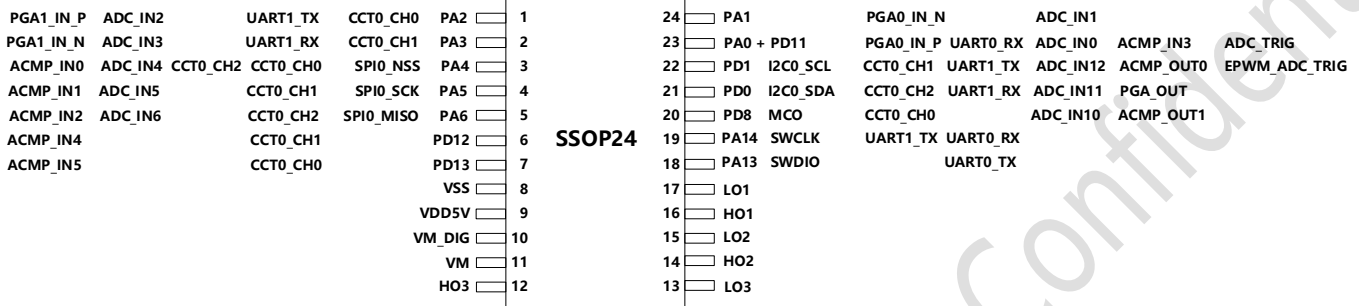 PGA1_IN_P ADC_IN2 UART1_TX CCT0_CH0 PA2 1 24 PA1 PGA0_IN_N ADC_IN1
PGA1_IN_N ADC_IN3 UART1_RX CCT0_CH1 PA3 2 23 PA0 + PD11 PGA0_IN_P UART0_RX ADC_IN0 ACMP_IN3 ADC_TRIG
ACMP_IN0 ADC_IN4 CCT0_CH2 CCT0_CH0 SPI0_NSS PA4 3 22 PD1 I2C0_SCL CCT0_CH1 UART1_TX ADC_IN12 ACMP_OUT0 EPWM_ADC_TRIG
ACMP_IN1 ADC_IN5 CCT0_CH1 SPI0_SCK PA5 4 21 PD0 I2C0_SDA CCT0_CH2 UART1_RX ADC_IN11 PGA_OUT
ACMP_IN2 ADC_IN6 CCT0_CH2 SPI0_MISO PA6 5 20 PD8 MCO CCT0_CH0 ADC_IN10 ACMP_OUT1
ACMP_IN4 CCT0_CH1 PD12 6 SSOP24 19 PA14 SWCLK UART1_TX UART0_RX
ACMP_IN5 CCT0_CH0 PD13 7 18 PA13 SWDIO UART0_TX
VSS 8 17 LO1
VDD5V 9 16 HO1
VM_DIG 10 15 LO2
VM 11 14 HO2
HO3 12 13 LO3